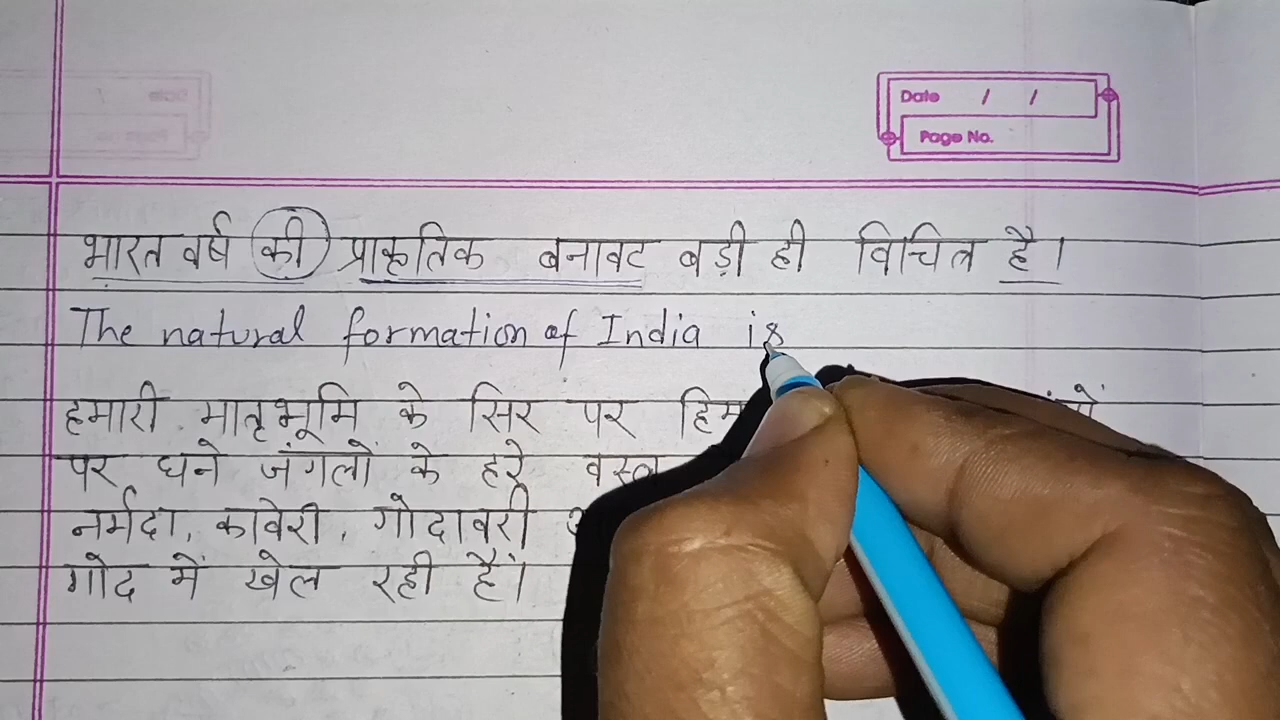 Date / /
Page No.
भारत वर्ष की प्राकृतिक बनावट बड़ी ही विचित्र है।
The natural formation of India is
हमारी मातृभूमि के सिर पर
पर घने जंगलों के हरे वस्त्र
नर्मदा, कावेरी, गोदावरी
गोद में खेल रही हैं।